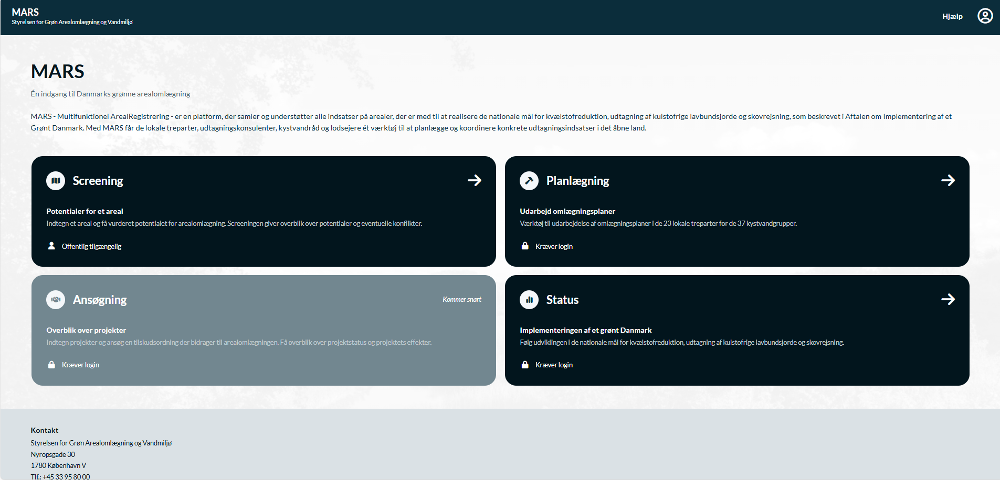 MARS
Styrelsen for Grøn Arealomlægning og Vandmiljø
Hjælp
MARS
Én indgang til Danmarks grønne arealomlægning
MARS - Multifunktionel ArealRegistrering - er en platform, der samler og understøtter alle indsatser på arealer, der er med til at realisere de nationale mål for kvælstofreduktion, udtagning af kulstofrige lavbundsjorde og skovrejsning, som beskrevet i Aftalen om Implementering af et
Grønt Danmark. Med MARS får de lokale treparter, udtagningskonsulenter, kystvandråd og lodsejere ét værktøj til at planlægge og koordinere konkrete udtagningsindsatser i det åbne land.
Screening
Potentialer for et areal
Indtegn et areal og få vurderet potentialet for arealomlægning. Screeningen giver overblik over potentialer og eventuelle konflikter.
Offentlig tilgængelig
Planlægning
Udarbejd omlægningsplaner
Værktøj til udarbejdelse af omlægningsplaner i de 23 lokale treparter for de 37 kystvandgrupper.
Kræver login
Ansøgning
Kommer snart
Overblik over projekter
Indtegn projekter og ansøg en tilskudsordning der bidrager til arealomlægningen. Få overblik over projektstatus og projektets effekter.
Kræver login
Status
Implementeringen af et grønt Danmark
Følg udviklingen i de nationale mål for kvælstofreduktion, udtagning af kulstofrige lavbundsjorde og skovrejsning.
Kræver login
Kontakt
Styrelsen for Grøn Arealomlægning og Vandmiljø
Nyropsgade 30
1780 København V
Tlf.: +45 33 95 80 00